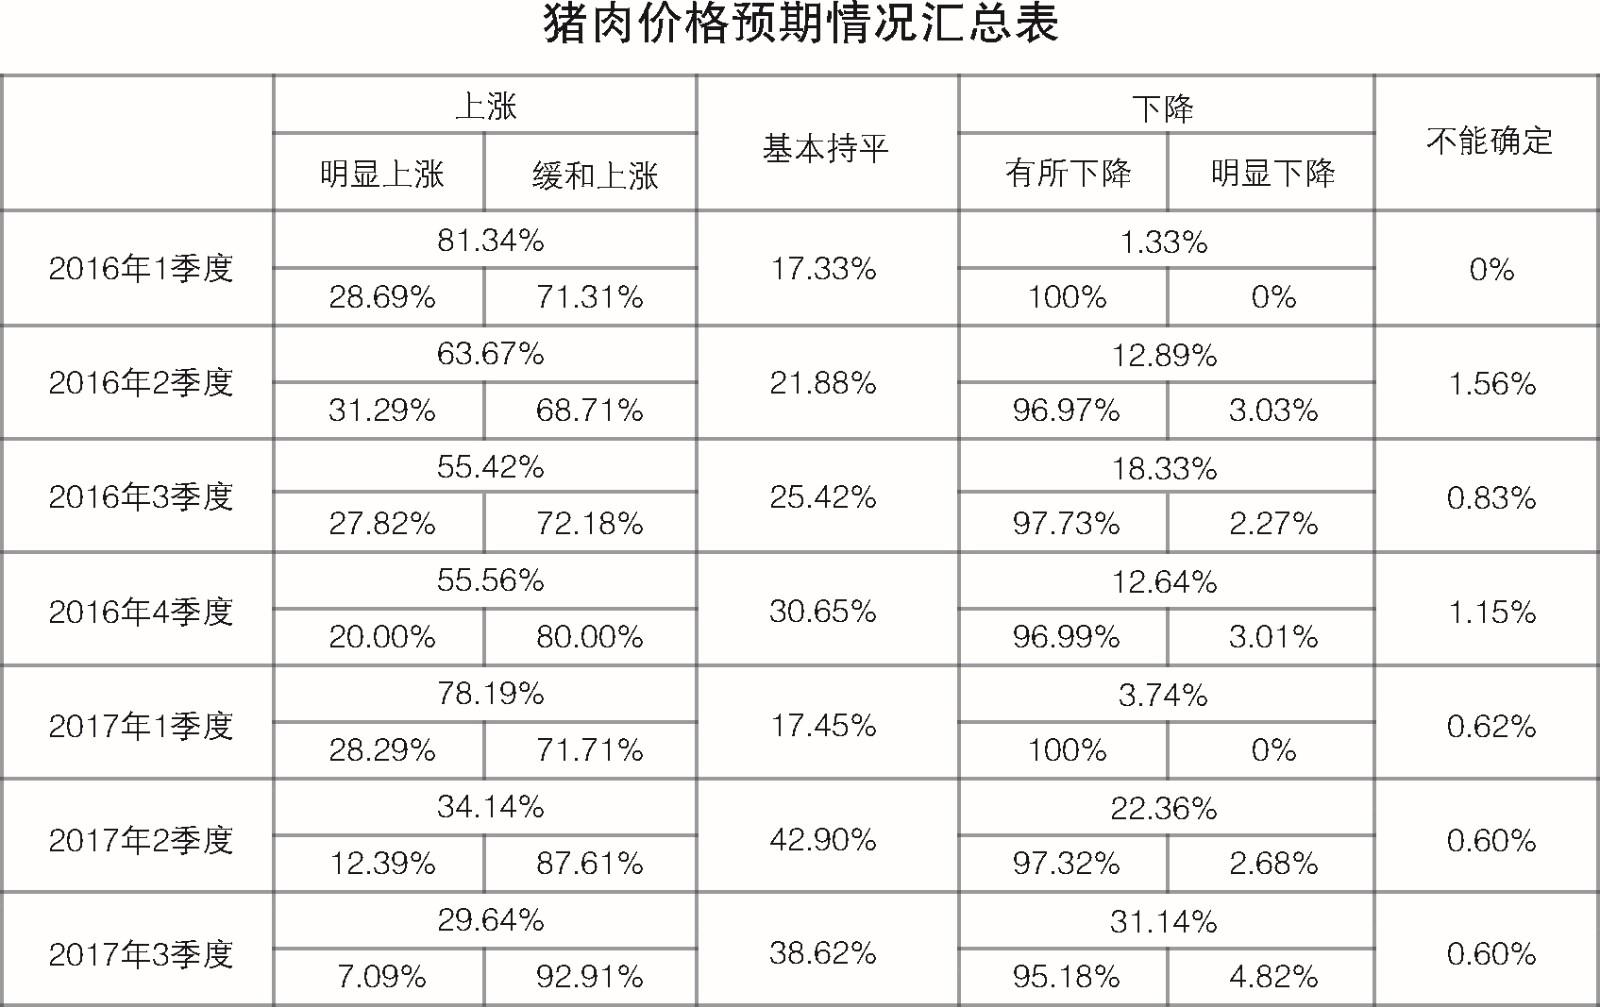 猪肉价格预期情况汇总表
上涨 基本持平 下降 不能确定
明显上涨 缓和上涨 有所下降 明显下降
2016年1季度 81.34% 17.33% 1.33% 0%
28.69% 71.31% 100% 0%
2016年2季度 63.67% 21.88% 12.89% 1.56%
31.29% 68.71% 96.97% 3.03%
2016年3季度 55.42% 25.42% 18.33% 0.83%
27.82% 72.18% 97.73% 2.27%
2016年4季度 55.56% 30.65% 12.64% 1.15%
20.00% 80.00% 96.99% 3.01%
2017年1季度 78.19% 17.45% 3.74% 0.62%
28.29% 71.71% 100% 0%
2017年2季度 34.14% 42.90% 22.36% 0.60%
12.39% 87.61% 97.32% 2.68%
2017年3季度 29.64% 38.62% 31.14% 0.60%
7.09% 92.91% 95.18% 4.82%